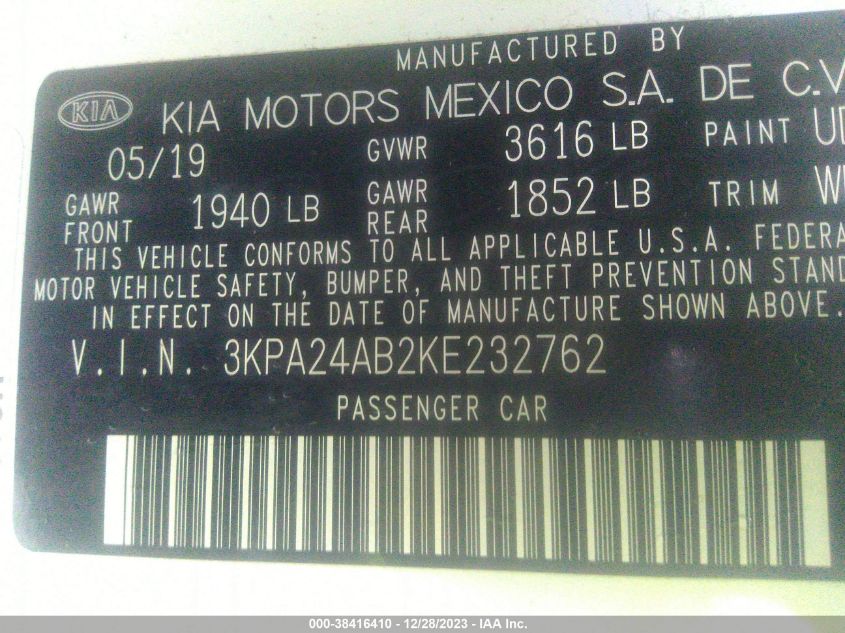 MANUFACTURED BY
KIA KIA MOTORS MEXICO S.A. DE C.V
05/19 GVWR 3616 LB PAINT UD
GAWR FRONT 1940 LB GAWR REAR 1852 LB TRIM W
THIS VEHICLE CONFORMS TO ALL APPLICABLE U.S.A. FEDERA
MOTOR VEHICLE SAFETY, BUMPER, AND THEFT PREVENTION STAND
IN EFFECT ON THE DATE OF MANUFACTURE SHOWN ABOVE.
V.I.N. 3KPA24AB2KE232762
PASSENGER CAR
000-38416410 - 12/28/2023 - IAA Inc.